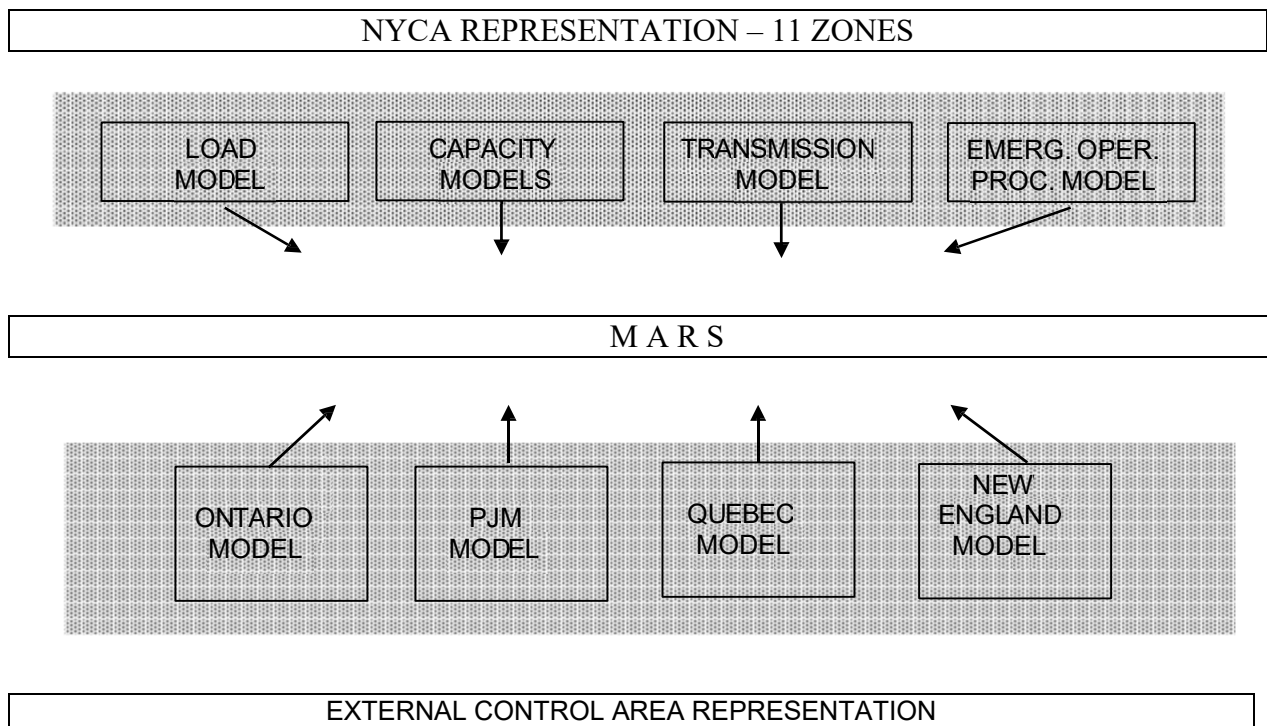 NYCA REPRESENTATION – 11 ZONES
LOAD
MODEL
CAPACITY
MODELS
TRANSMISSION
MODEL
EMERG. OPER.
PROC. MODEL
M A R S
ONTARIO
MODEL
PJM
MODEL
QUEBEC
MODEL
NEW
ENGLAND
MODEL
EXTERNAL CONTROL AREA REPRESENTATION